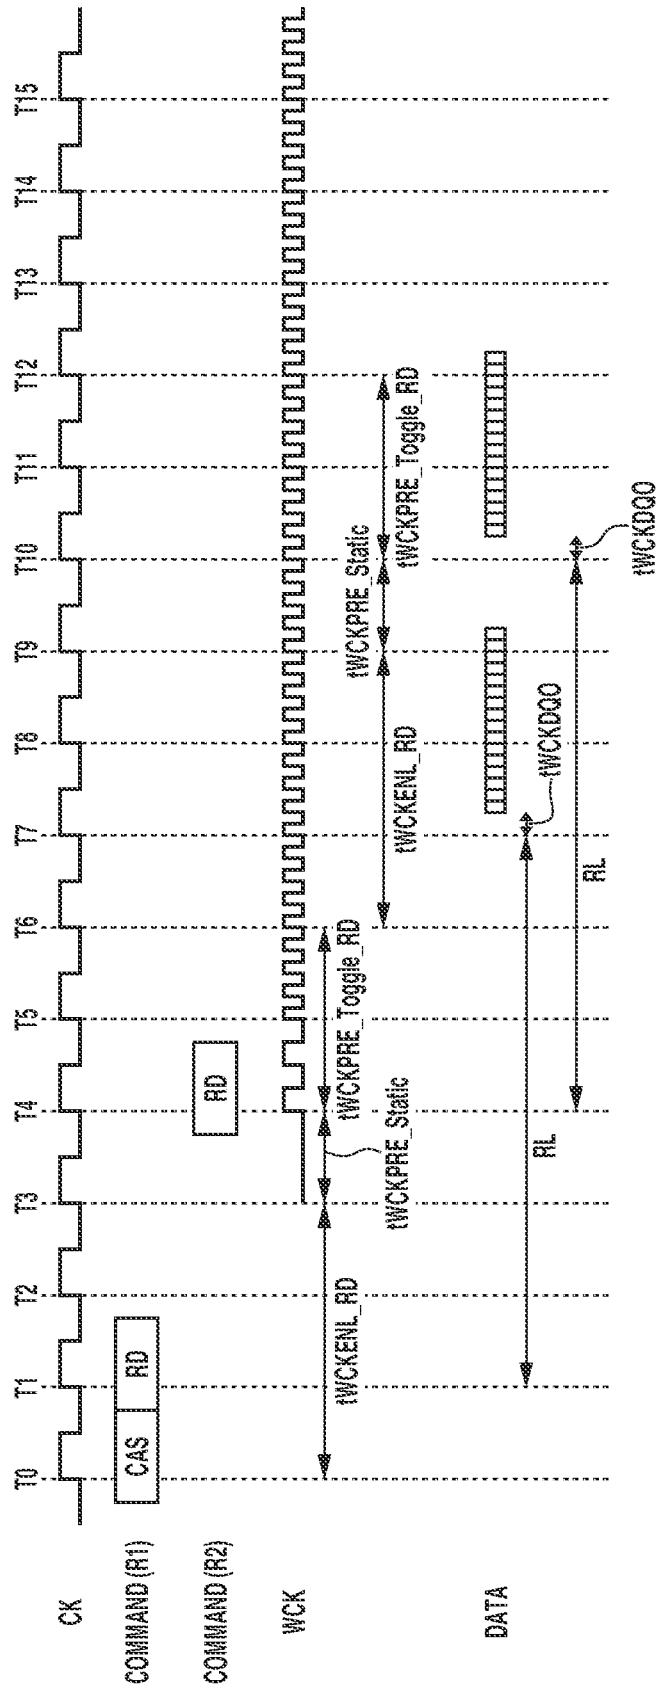 T0 T1 T2 T3 T4 T5 T6 T7 T8 T9 T10 T11 T12 T13 T14 T15
CK
COMMAND (R1)
CAS RD
COMMAND (R2)
RD
WCK
tWCKENL_RD
tWCKPRE_Toggle_RD
tWCKPRE_Static
tWCKPRE_Static
tWCKENL_RD
tWCKPRE_Toggle_RD
DATA
RL
tWCKDQO
RL
tWCKDQO